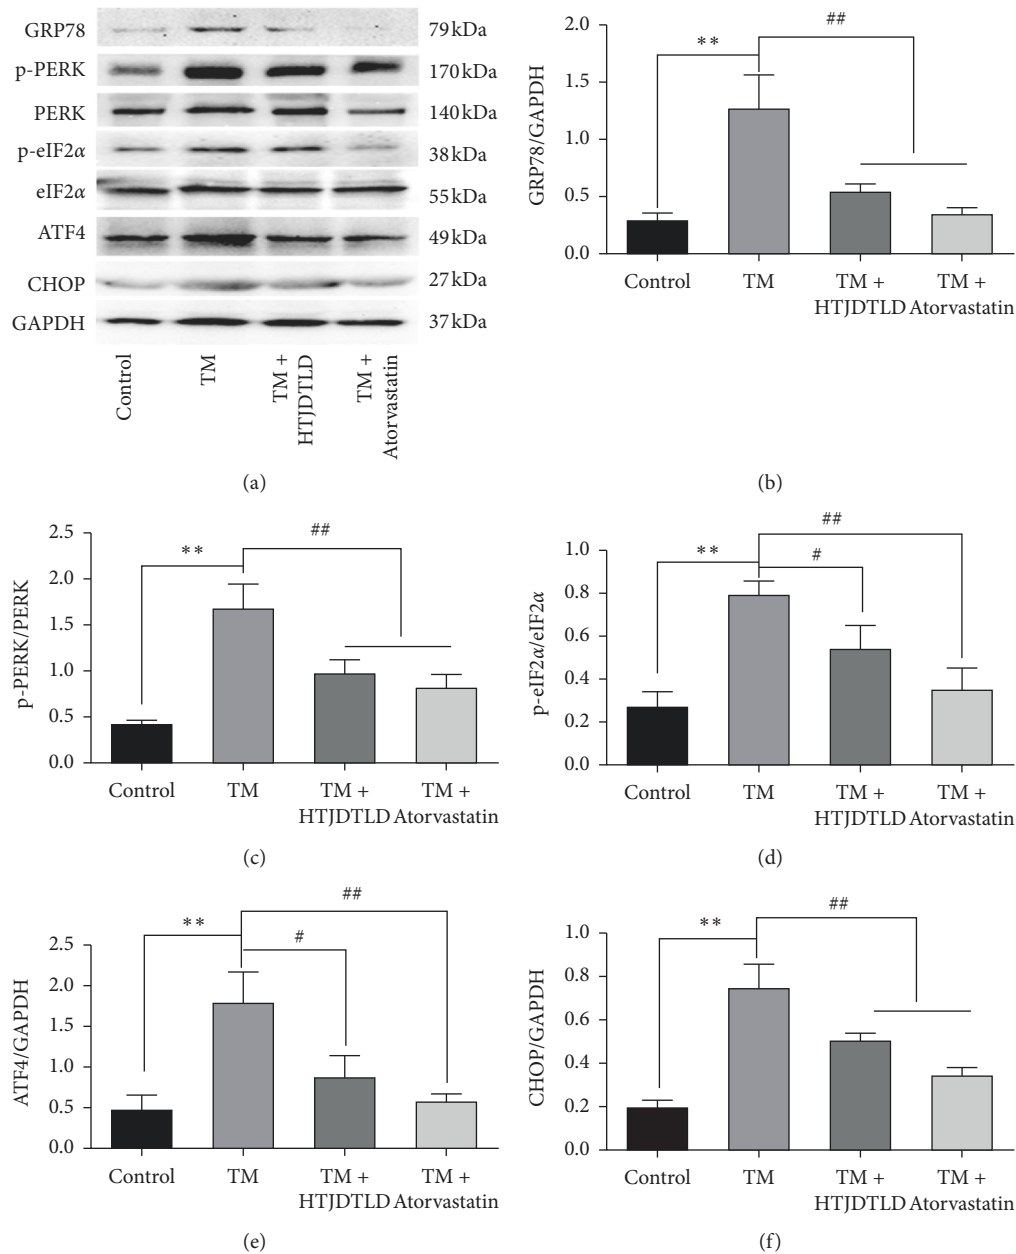 GRP78 79 kDa
p-PERK 170 kDa
PERK 140 kDa
p-eIF2α 38 kDa
eIF2α 55 kDa
ATF4 49 kDa
CHOP 27 kDa
GAPDH 37 kDa
Control
TM
TM +
HTJDTLD
TM +
Atorvastatin
(a)
GRP78/GAPDH
2.0
1.5
1.0
0.5
0.0
**
##
Control TM TM + TM +
HTJDTLD Atorvastatin
(b)
p-PERK/PERK
2.5
2.0
1.5
1.0
0.5
0.0
**
##
Control TM TM + TM +
HTJDTLD Atorvastatin
(c)
p-eIF2α/eIF2α
1.0
0.8
0.6
0.4
0.2
0.0
**
##
#
Control TM TM + TM +
HTJDTLD Atorvastatin
(d)
ATF4/GAPDH
2.5
2.0
1.5
1.0
0.5
0.0
**
##
#
Control TM TM + TM +
HTJDTLD Atorvastatin
(e)
CHOP/GAPDH
1.0
0.8
0.6
0.4
0.2
0.0
**
##
Control TM TM + TM +
HTJDTLD Atorvastatin
(f)